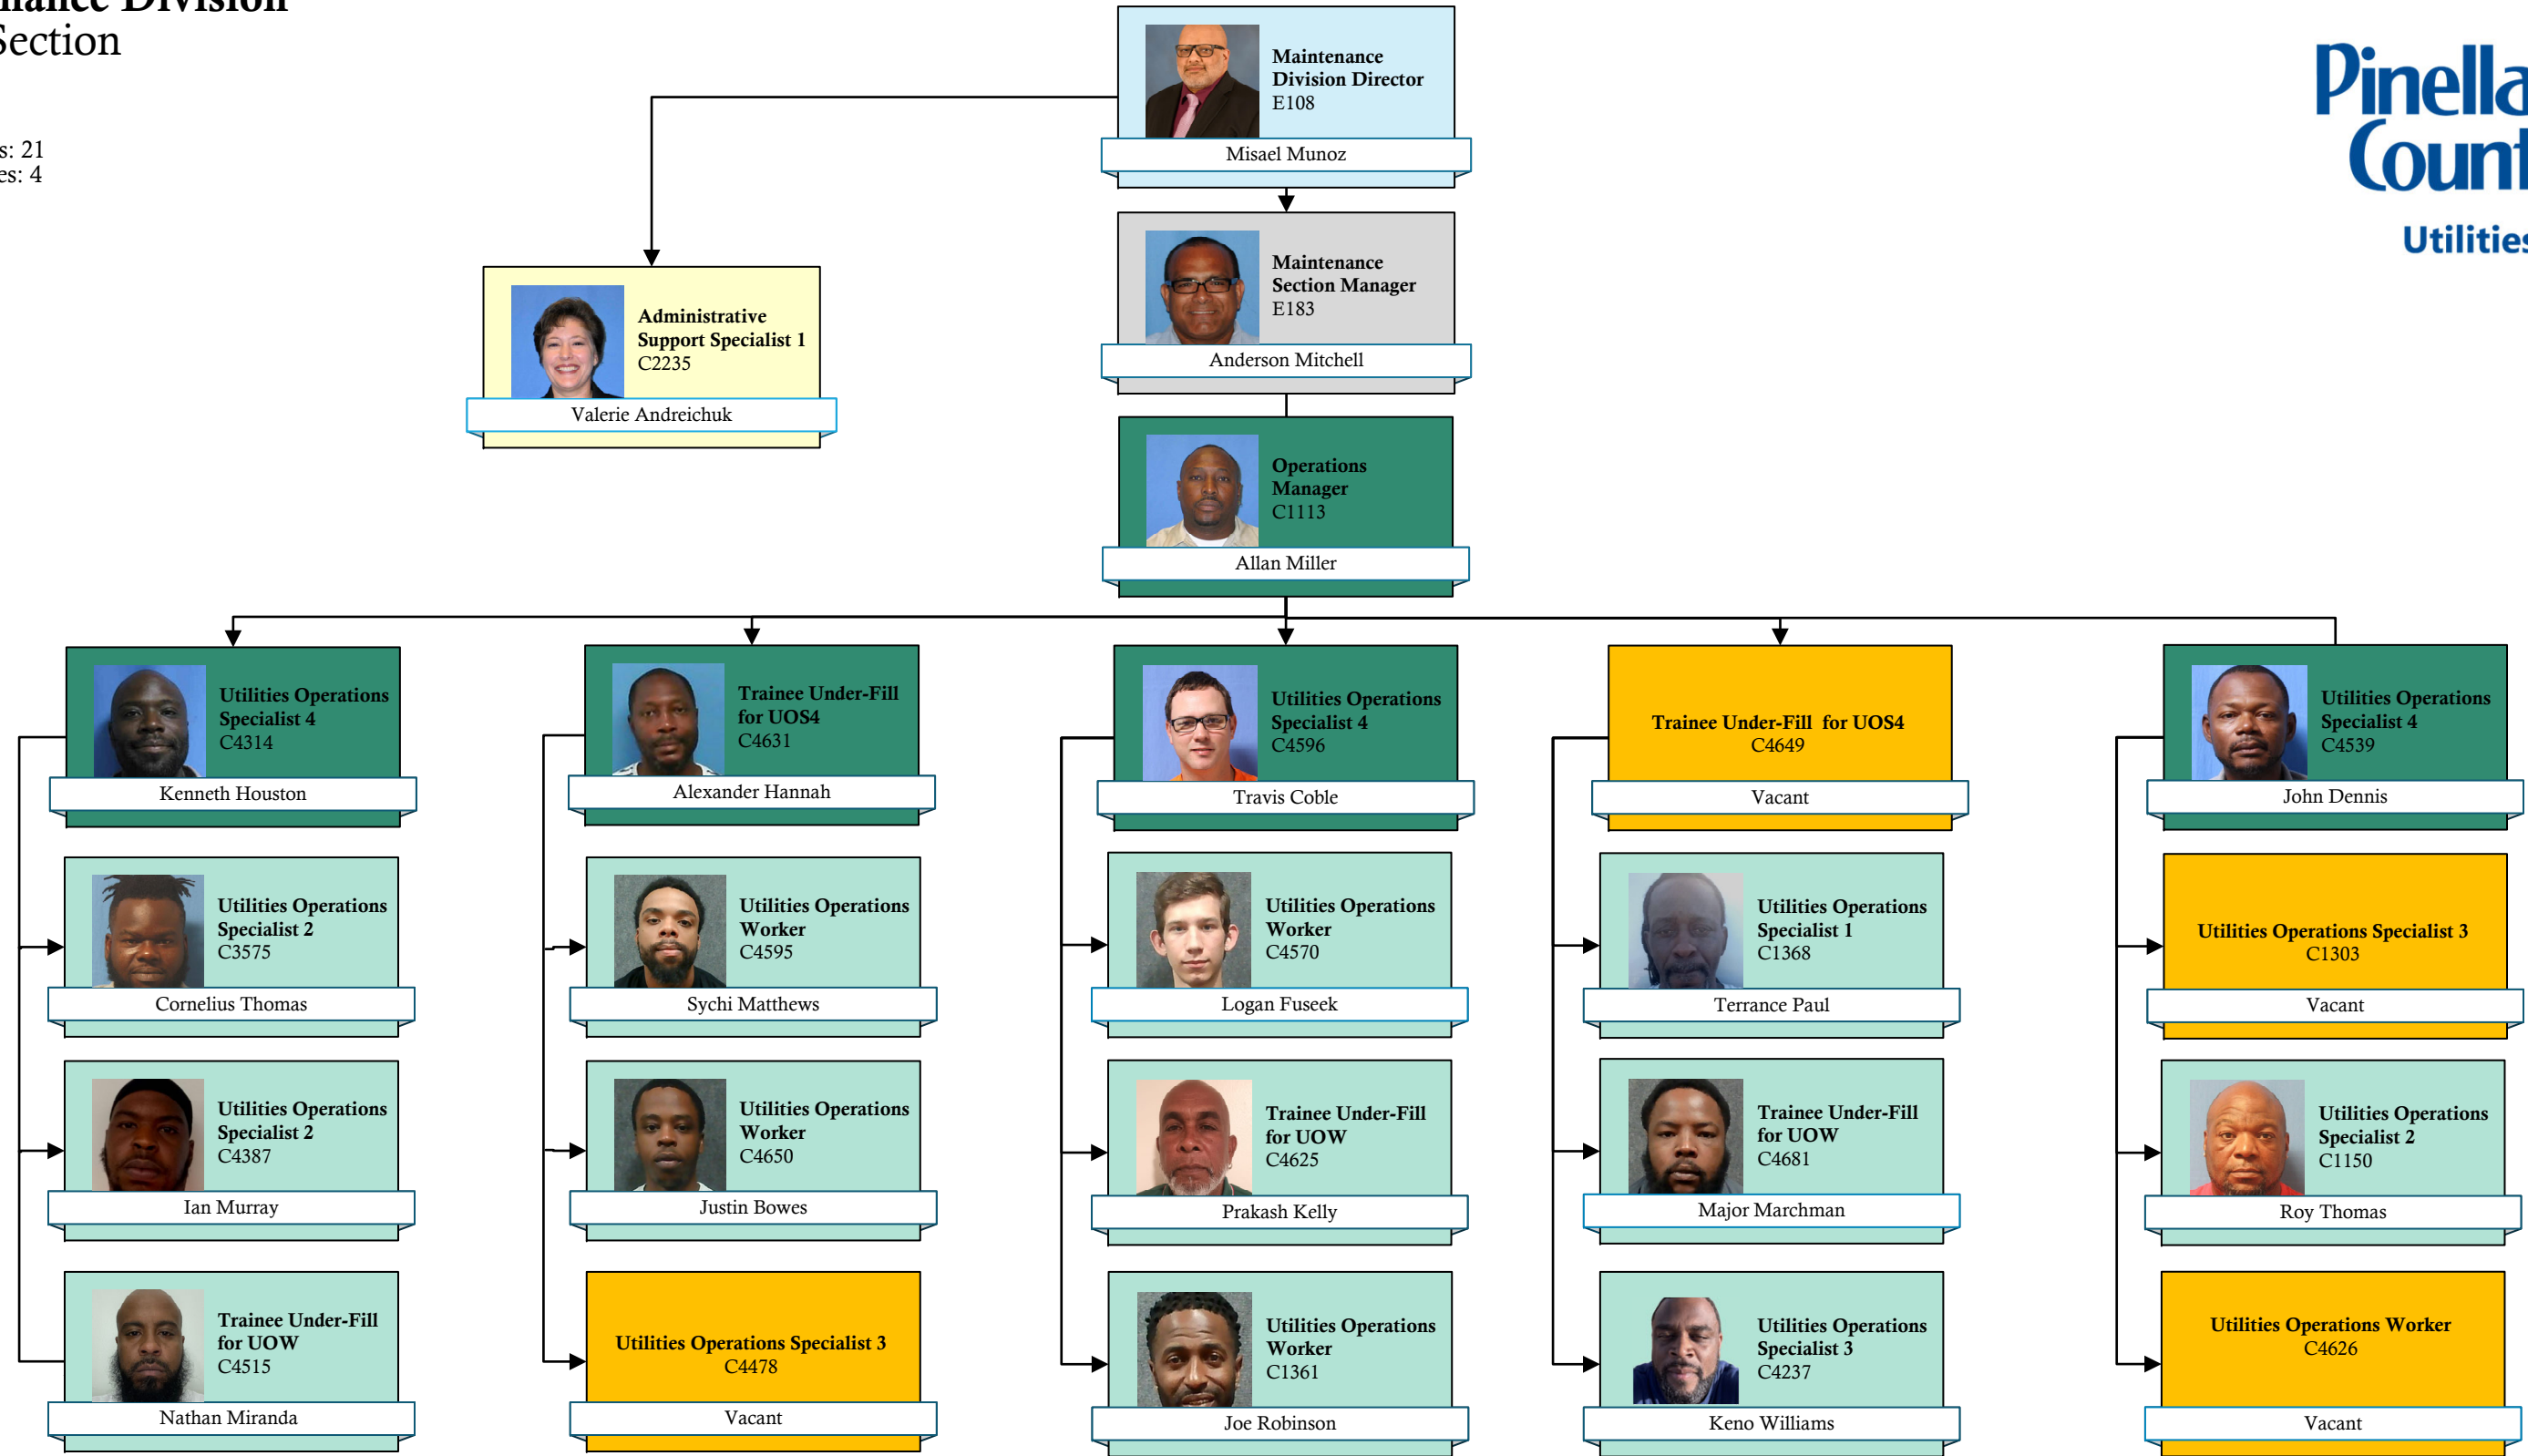 nance Division
Section
s: 21
es: 4
Pinella
Count
Utilities
Maintenance
Division Director
E108
Misael Munoz
Maintenance
Section Manager
E183
Anderson Mitchell
Administrative
Support Specialist 1
C2235
Valerie Andreichuk
Operations
Manager
C1113
Allan Miller
Utilities Operations
Specialist 4
C4314
Kenneth Houston
Trainee Under-Fill
for UOS4
C4631
Alexander Hannah
Utilities Operations
Specialist 4
C4596
Travis Coble
Trainee Under-Fill for UOS4
C4649
Vacant
Utilities Operations
Specialist 4
C4539
John Dennis
Utilities Operations
Specialist 2
C3575
Cornelius Thomas
Utilities Operations
Worker
C4595
Sychi Matthews
Utilities Operations
Worker
C4570
Logan Fuseek
Utilities Operations
Specialist 1
C1368
Terrance Paul
Utilities Operations Specialist 3
C1303
Vacant
Utilities Operations
Specialist 2
C4387
Ian Murray
Utilities Operations
Worker
C4650
Justin Bowes
Trainee Under-Fill
for UOW
C4625
Prakash Kelly
Trainee Under-Fill
for UOW
C4681
Major Marchman
Utilities Operations
Specialist 2
C1150
Roy Thomas
Trainee Under-Fill
for UOW
C4515
Nathan Miranda
Utilities Operations Specialist 3
C4478
Vacant
Utilities Operations
Worker
C1361
Joe Robinson
Utilities Operations
Specialist 3
C4237
Keno Williams
Utilities Operations Worker
C4626
Vacant